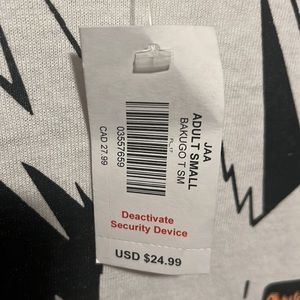 JAA
ADULT SMALL
BAKUGO T SM
03557659
CAD 27.99
Deactivate
Security Device
USD $24.99